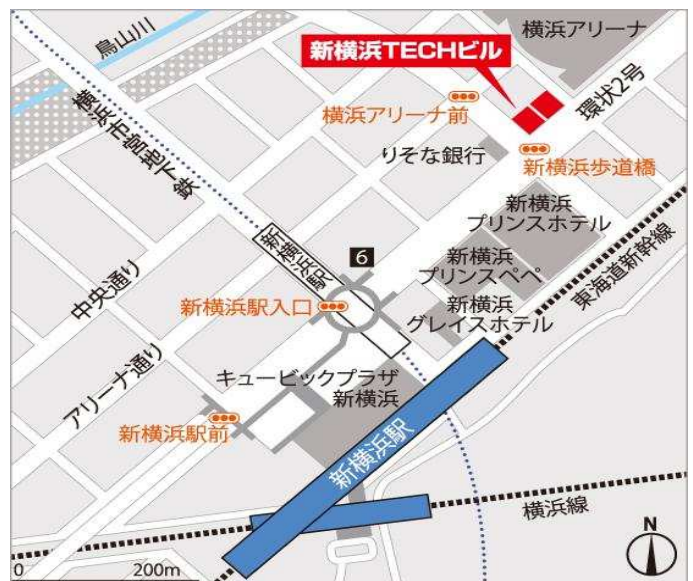 鳥山川
横浜アリーナ
新横浜TECHビル
環状2号
横浜アリーナ前
横浜市営地下鉄
りそな銀行
新横浜歩道橋
新横浜
プリンスホテル
新横浜駅
6
新横浜
プリンスペペ
東海道新幹線
中央通り
新横浜駅入口
新横浜
グレイスホテル
アリーナ通り
キュービックプラザ
新横浜
新横浜駅前
新横浜駅
横浜線
N
0
200m